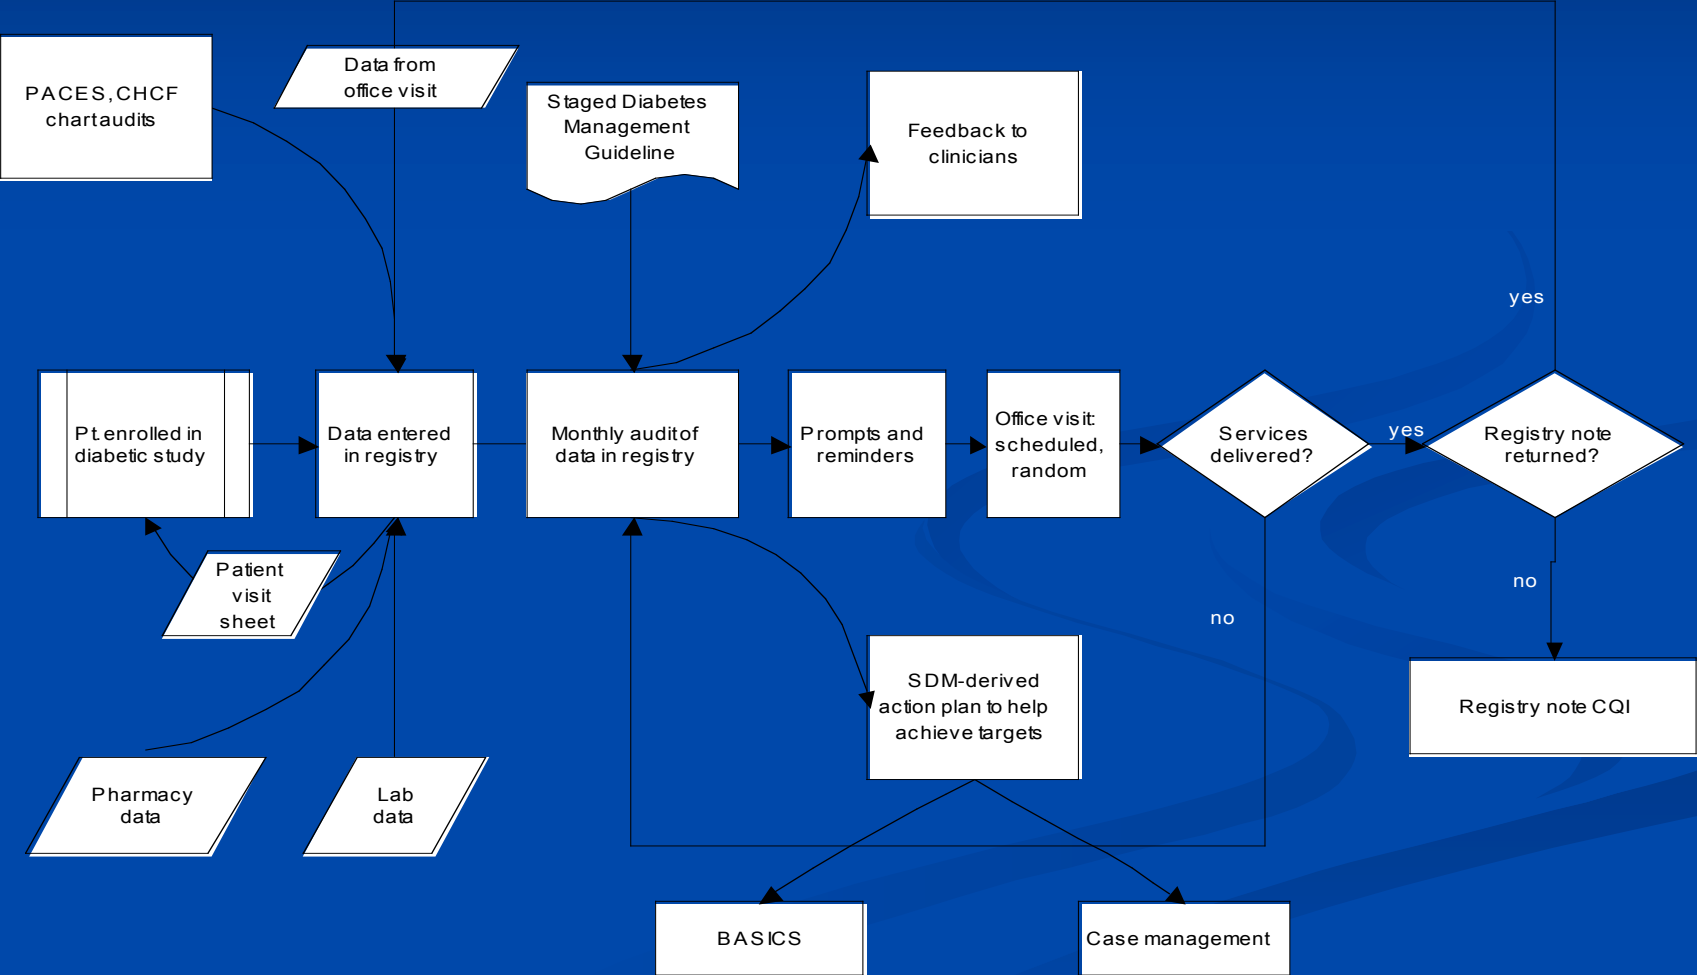 PACES, CHCF
chart audits
Data from
office visit
Staged Diabetes
Management
Guideline
Feedback to
clinicians
yes
Pt. enrolled in
diabetic study
Data entered
in registry
Monthly audit of
data in registry
Prompts and
reminders
Office visit:
scheduled,
random
Services
delivered?
yes
Registry note
returned?
Patient
visit
sheet
no
no
SDM-derived
action plan to help
achieve targets
Registry note CQI
Pharmacy
data
Lab
data
BASICS
Case management